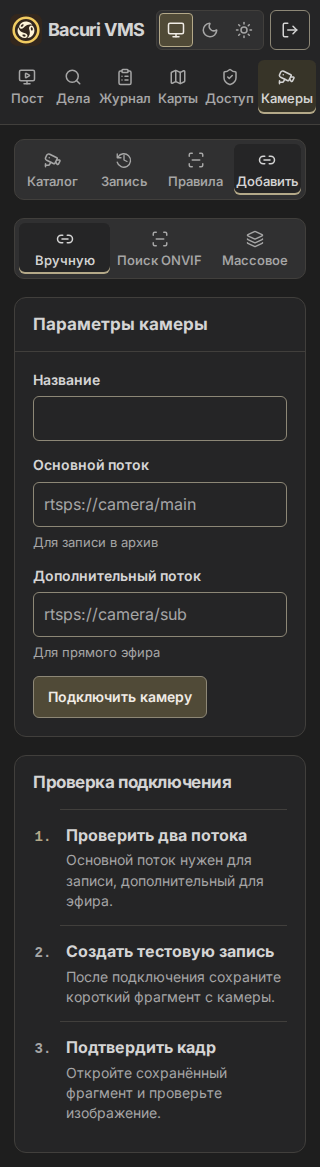 Bacuri VMS
Пост Дела Журнал Карты Доступ Камеры
Каталог Запись Правила Добавить
Вручную Поиск ONVIF Массовое
Параметры камеры
Название
Основной поток
rtsps://camera/main
Для записи в архив
Дополнительный поток
rtsps://camera/sub
Для прямого эфира
Подключить камеру
Проверка подключения
1. Проверить два потока
Основной поток нужен для
записи, дополнительный для
эфира.
2. Создать тестовую запись
После подключения сохраните
короткий фрагмент с камеры.
3. Подтвердить кадр
Откройте сохранённый
фрагмент и проверьте
изображение.